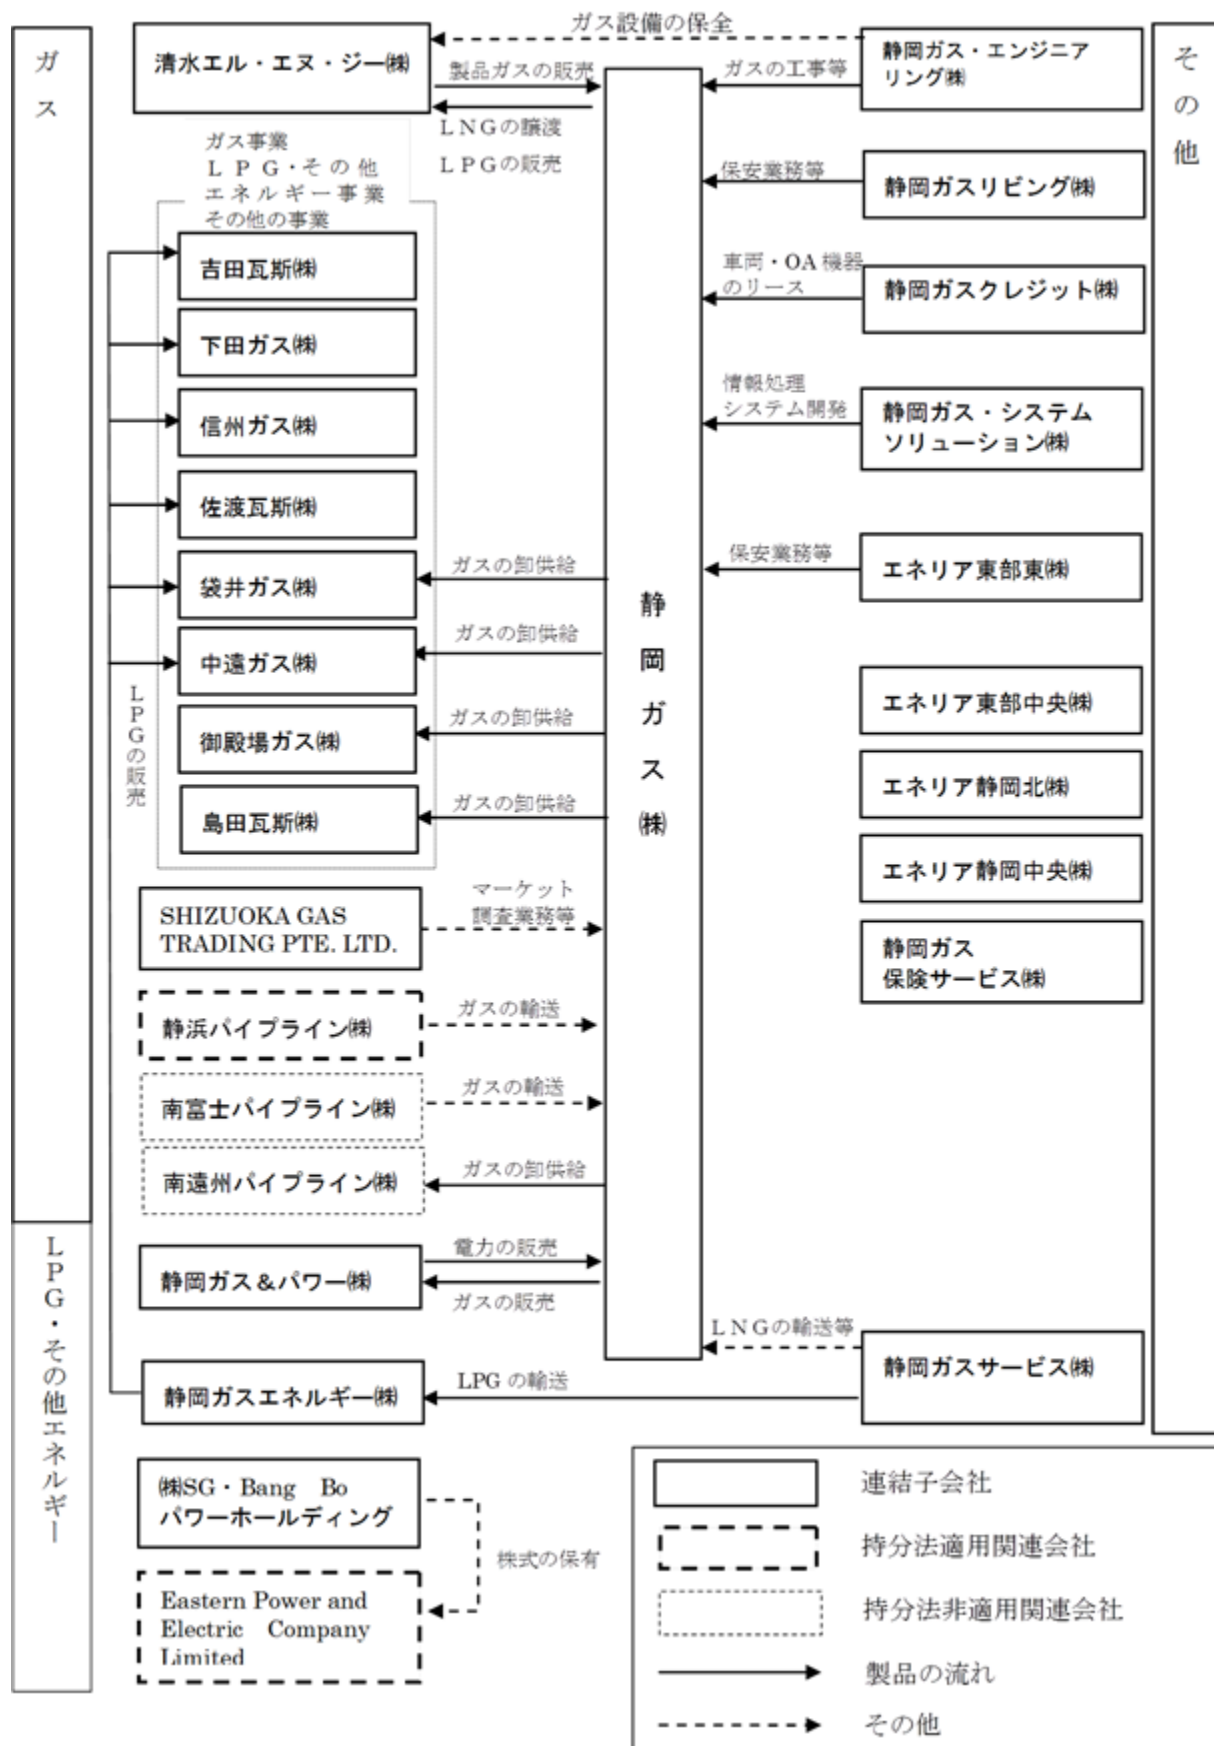 ガス
清水エル・エヌ・ジー㈱
ガス設備の保全
静岡ガス・エンジニア
リング㈱
その他
製品ガスの販売
ガスの工事等
LNGの譲渡
LPGの販売
ガス事業
LPG・その他
エネルギー事業
その他の事業
保安業務等
静岡ガスリビング㈱
吉田瓦斯㈱
車両・OA機器
のリース
静岡ガスクレジット㈱
下田ガス㈱
情報処理
システム開発
静岡ガス・システム
ソリューション㈱
信州ガス㈱
佐渡瓦斯㈱
袋井ガス㈱
ガスの卸供給
静岡ガス㈱
保安業務等
エネリア東部東㈱
中遠ガス㈱
ガスの卸供給
LPGの販売
エネリア東部中央㈱
御殿場ガス㈱
ガスの卸供給
エネリア静岡北㈱
島田瓦斯㈱
ガスの卸供給
エネリア静岡中央㈱
SHIZUOKA GAS
TRADING PTE. LTD.
マーケット
調査業務等
静岡ガス
保険サービス㈱
静浜パイプライン㈱
ガスの輸送
南富士パイプライン㈱
ガスの輸送
南遠州パイプライン㈱
ガスの卸供給
LPG・その他エネルギー
静岡ガス＆パワー㈱
電力の販売
ガスの販売
LNGの輸送等
静岡ガスサービス㈱
静岡ガスエネルギー㈱
LPGの輸送
㈱SG・Bang Bo
パワーホールディング
株式の保有
Eastern Power and
Electric Company
Limited
連結子会社
持分法適用関連会社
持分法非適用関連会社
製品の流れ
その他